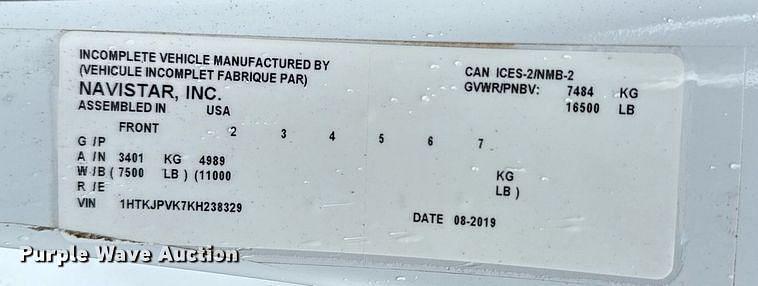 INCOMPLETE VEHICLE MANUFACTURED BY
(VEHICULE INCOMPLET FABRIQUE PAR)
NAVISTAR, INC.
ASSEMBLED IN USA
CAN ICES-2/NMB-2
GVWR/PNBV: 7484 KG
16500 LB
FRONT 2 3 4 5 6 7
G /P
A /N 3401 KG 4989 KG
W /B ( 7500 LB ) (11000 LB )
R /E
VIN 1HTKJPVK7KH238329
DATE 08-2019
Purple Wave Auction